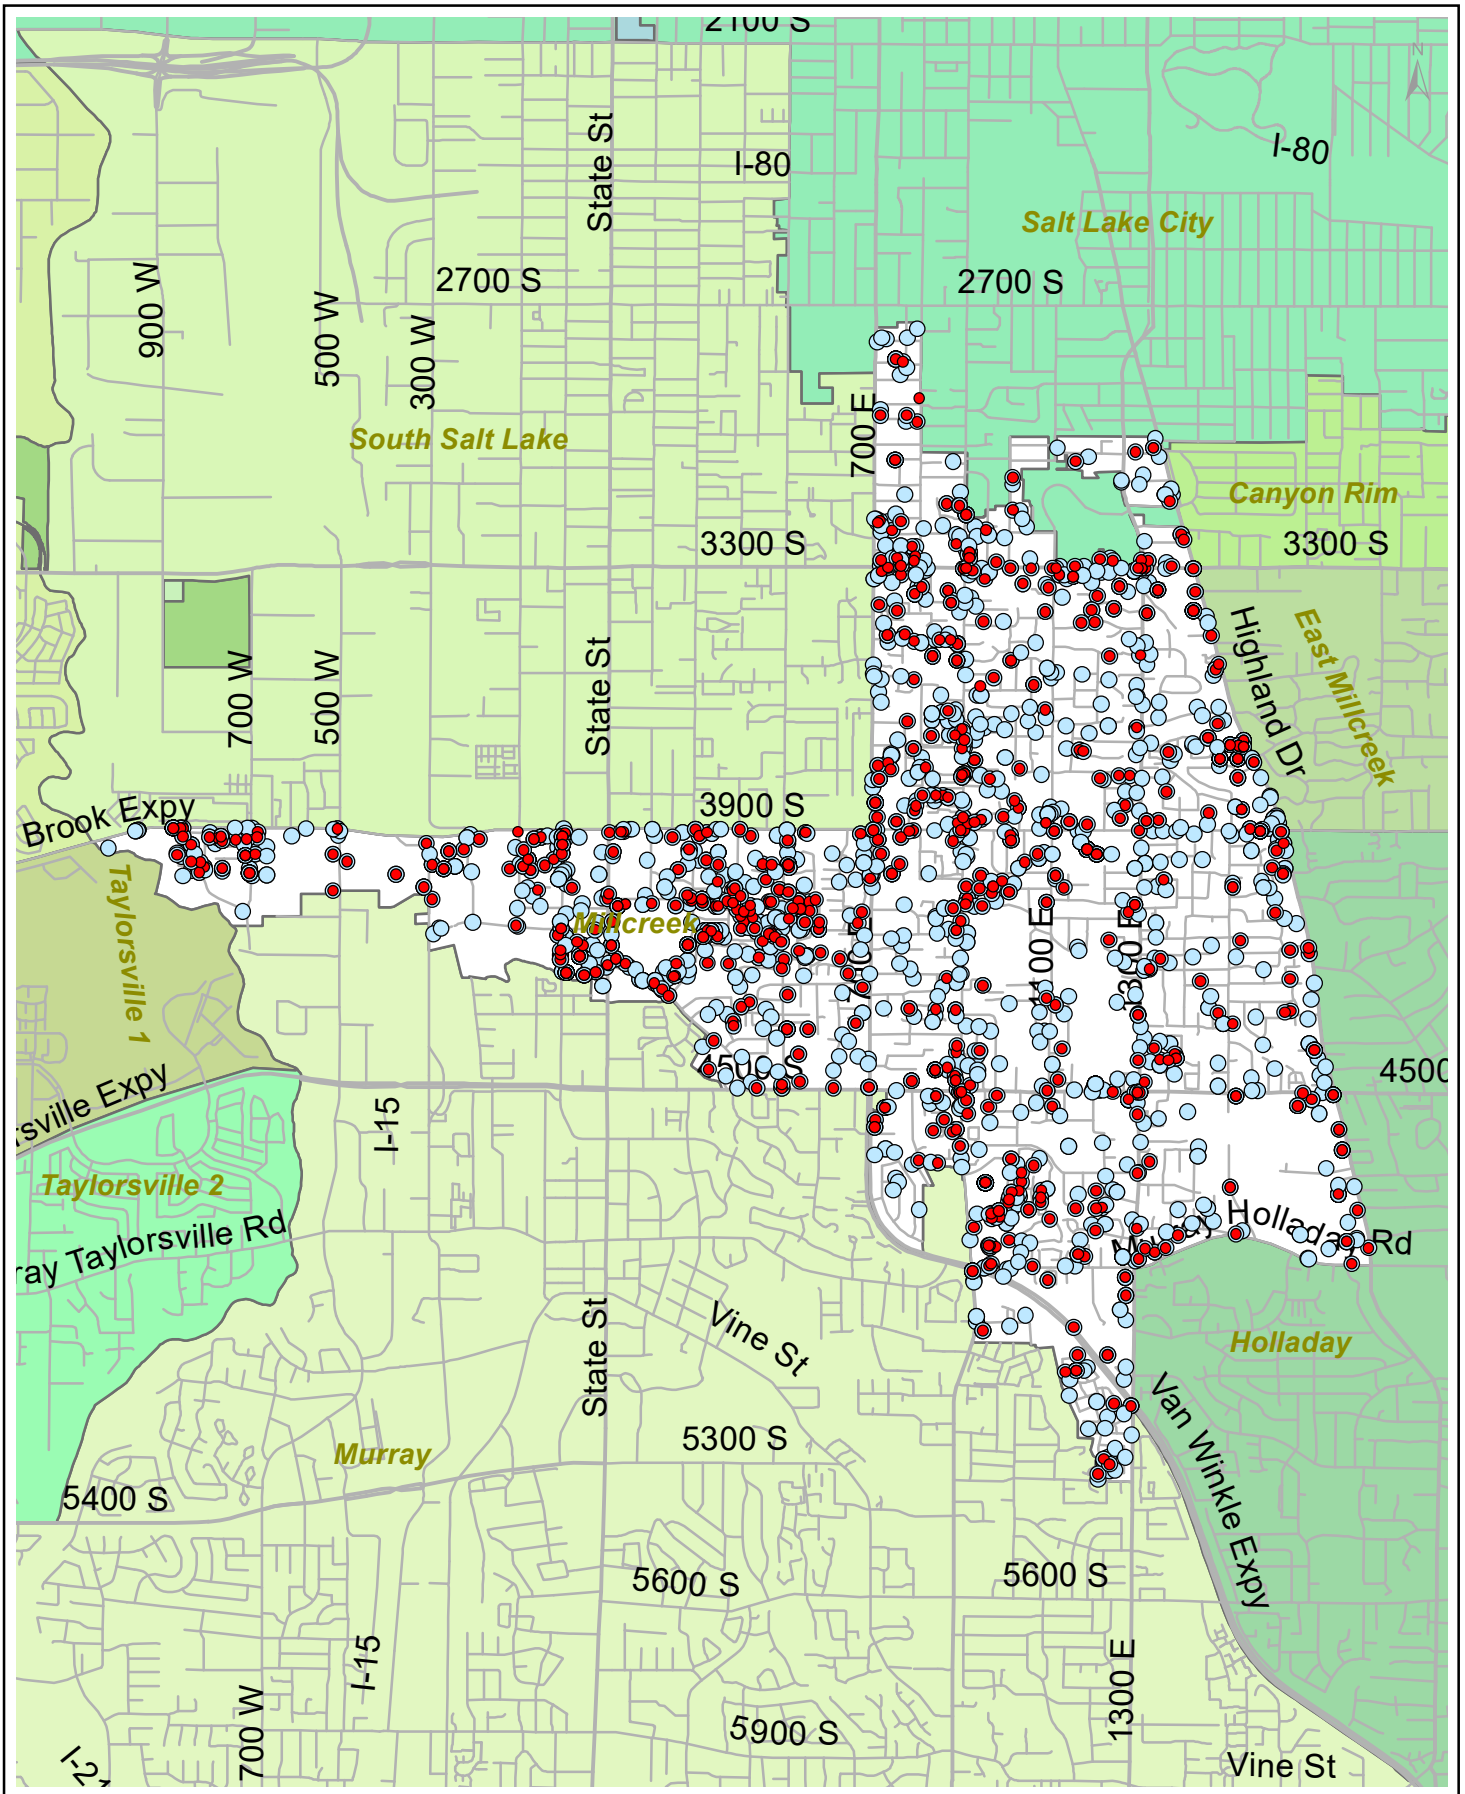 2100 S
N
State St
I-80
I-80
Salt Lake City
900 W
2700 S
2700 S
500 W
300 W
700 E
South Salt Lake
Canyon Rim
3300 S
3300 S
State St
Highland Dr
East Millcreek
700 W
500 W
3900 S
Brook Expy
Taylorsville 1
Millcreek
1100 E
4500 S
4500
rsville Expy
I-15
Taylorsville 2
ray Taylorsville Rd
Holladay Rd
State St
Vine St
Holladay
Van Winkle Expy
5300 S
Murray
5400 S
5600 S
5600 S
I-15
1300 E
700 W
5900 S
I-21
Vine St